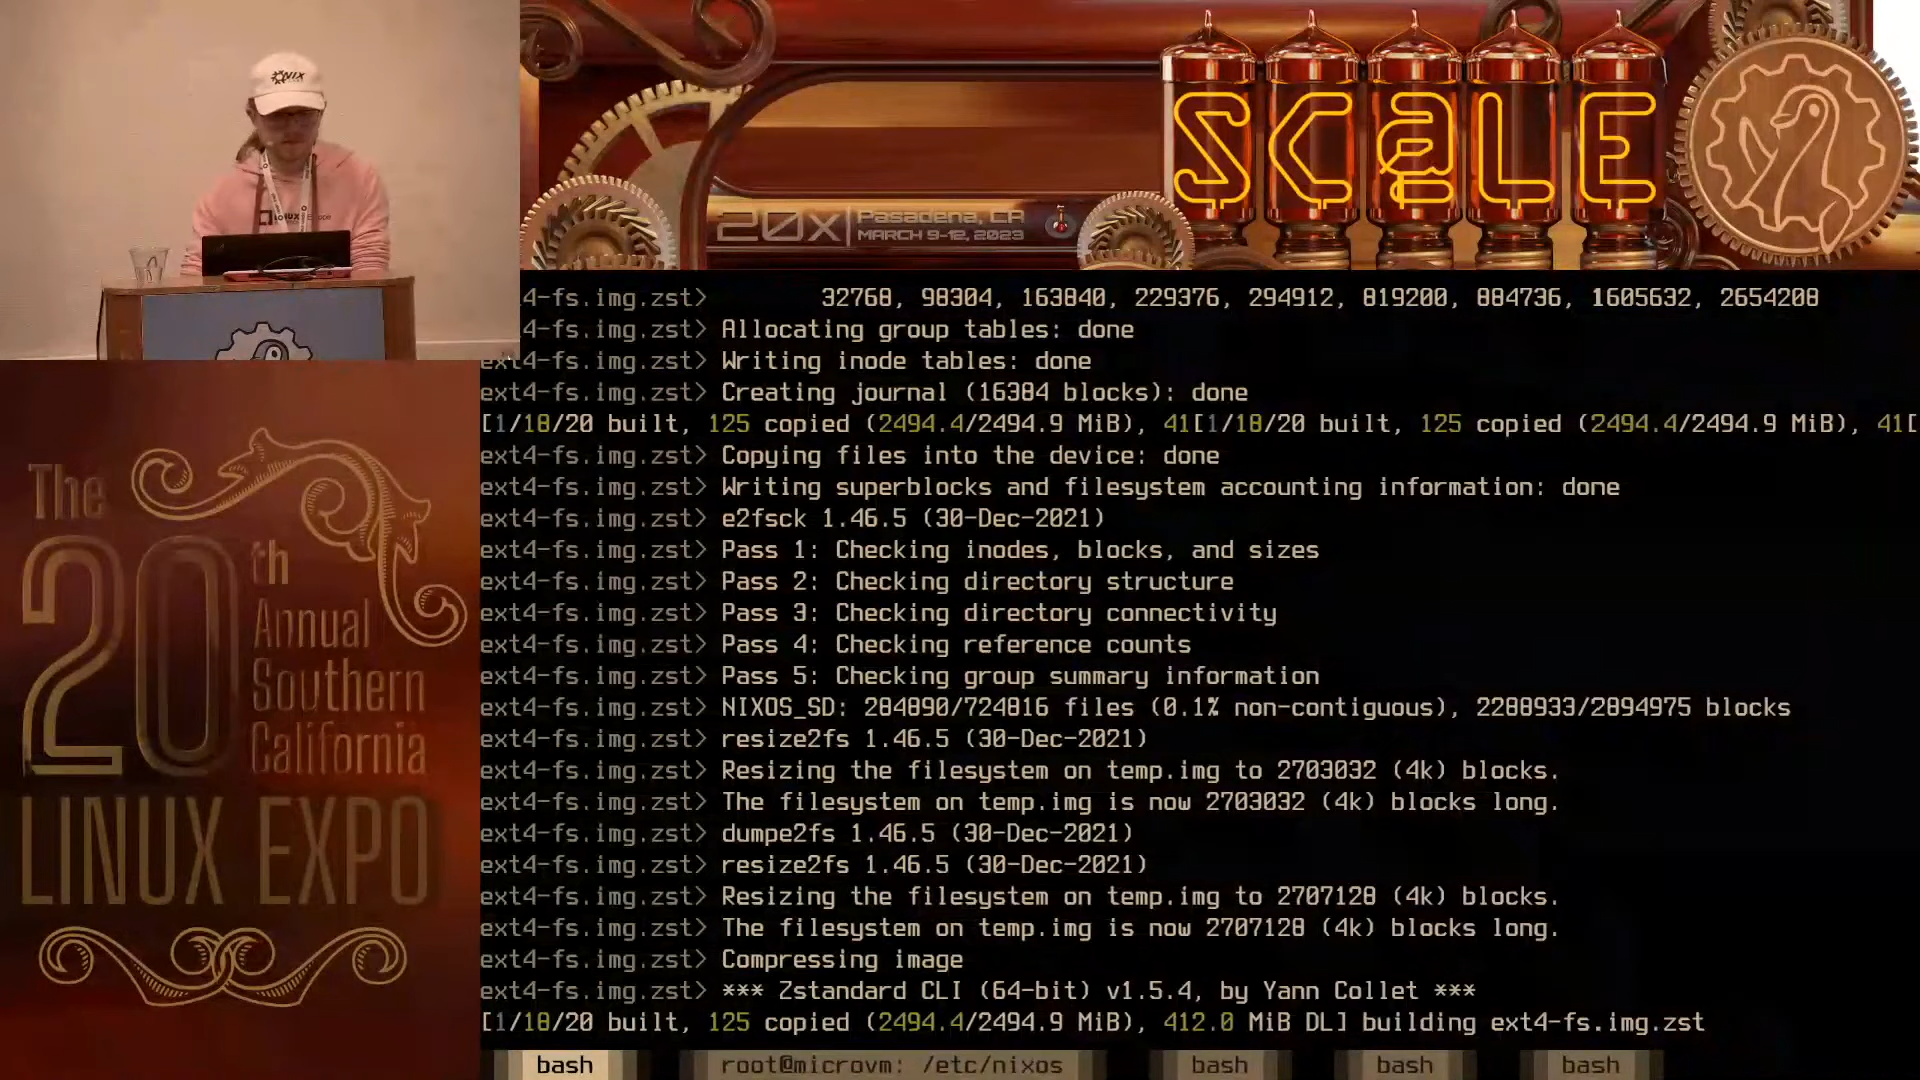 NIX
SCaLE
20x
Pasadena, CA
MARCH 9-12, 2023
The
20th
Annual
Southern
California
LINUX EXPO
4-fs.img.zst> 32768, 98304, 163840, 229376, 294912, 819200, 884736, 1605632, 2654208
4-fs.img.zst> Allocating group tables: done
ext4-fs.img.zst> Writing inode tables: done
ext4-fs.img.zst> Creating journal (16384 blocks): done
[1/18/20 built, 125 copied (2494.4/2494.9 MiB), 41[1/18/20 built, 125 copied (2494.4/2494.9 MiB), 41[
ext4-fs.img.zst> Copying files into the device: done
ext4-fs.img.zst> Writing superblocks and filesystem accounting information: done
ext4-fs.img.zst> e2fsck 1.46.5 (30-Dec-2021)
ext4-fs.img.zst> Pass 1: Checking inodes, blocks, and sizes
ext4-fs.img.zst> Pass 2: Checking directory structure
ext4-fs.img.zst> Pass 3: Checking directory connectivity
ext4-fs.img.zst> Pass 4: Checking reference counts
ext4-fs.img.zst> Pass 5: Checking group summary information
ext4-fs.img.zst> NIXOS_SD: 284890/724816 files (0.1% non-contiguous), 2288933/2894975 blocks
ext4-fs.img.zst> resize2fs 1.46.5 (30-Dec-2021)
ext4-fs.img.zst> Resizing the filesystem on temp.img to 2703032 (4k) blocks.
ext4-fs.img.zst> The filesystem on temp.img is now 2703032 (4k) blocks long.
ext4-fs.img.zst> dumpe2fs 1.46.5 (30-Dec-2021)
ext4-fs.img.zst> resize2fs 1.46.5 (30-Dec-2021)
ext4-fs.img.zst> Resizing the filesystem on temp.img to 2707128 (4k) blocks.
ext4-fs.img.zst> The filesystem on temp.img is now 2707128 (4k) blocks long.
ext4-fs.img.zst> Compressing image
ext4-fs.img.zst> *** Zstandard CLI (64-bit) v1.5.4, by Yann Collet ***
[1/18/20 built, 125 copied (2494.4/2494.9 MiB), 412.0 MiB DL] building ext4-fs.img.zst
bash root@microvm: /etc/nixos bash bash bash